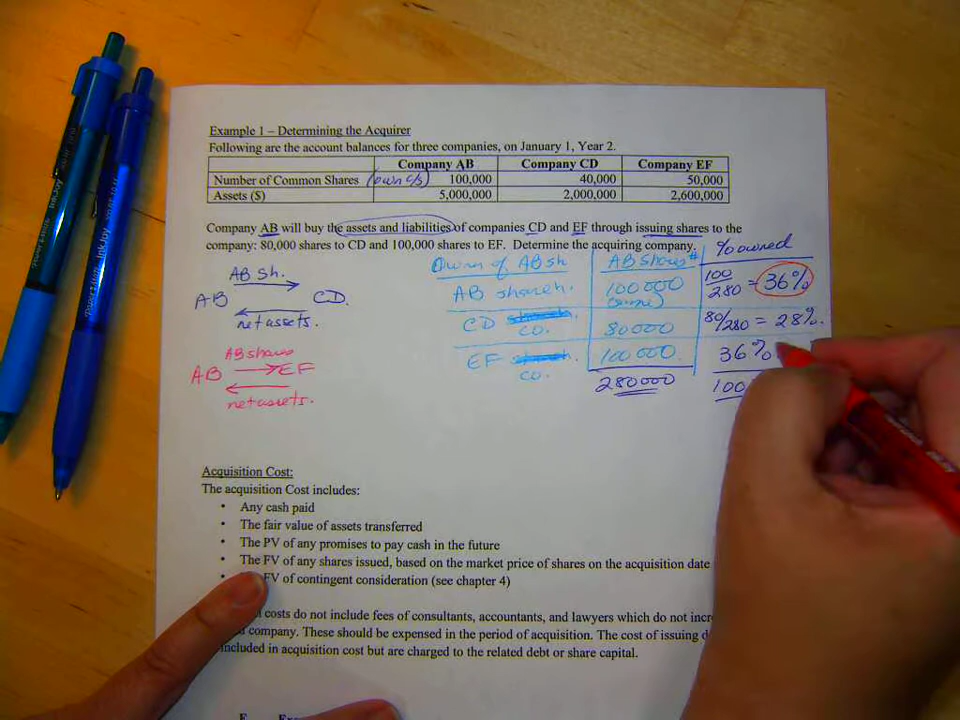 Example 1 – Determining the Acquirer
Following are the account balances for three companies, on January 1, Year 2.
Company AB Company CD Company EF
Number of Common Shares (own c/s) 100,000 40,000 50,000
Assets ($) 5,000,000 2,000,000 2,600,000
Company AB will buy the assets and liabilities of companies CD and EF through issuing shares to the
company: 80,000 shares to CD and 100,000 shares to EF. Determine the acquiring company.
AB sh.
AB CD.
net assets.
AB shares
AB EF
net assets.
Owner of AB sh AB Shares # % owned
AB shareh. 100 000 100/280 = 36%
CD co. 80 000 80/280 = 28%.
EF co. 100 000 36%
280 000 100
Acquisition Cost:
The acquisition Cost includes:
• Any cash paid
• The fair value of assets transferred
• The PV of any promises to pay cash in the future
• The FV of any shares issued, based on the market price of shares on the acquisition date
• FV of contingent consideration (see chapter 4)
costs do not include fees of consultants, accountants, and lawyers which do not incr
company. These should be expensed in the period of acquisition. The cost of issuing d
included in acquisition cost but are charged to the related debt or share capital.